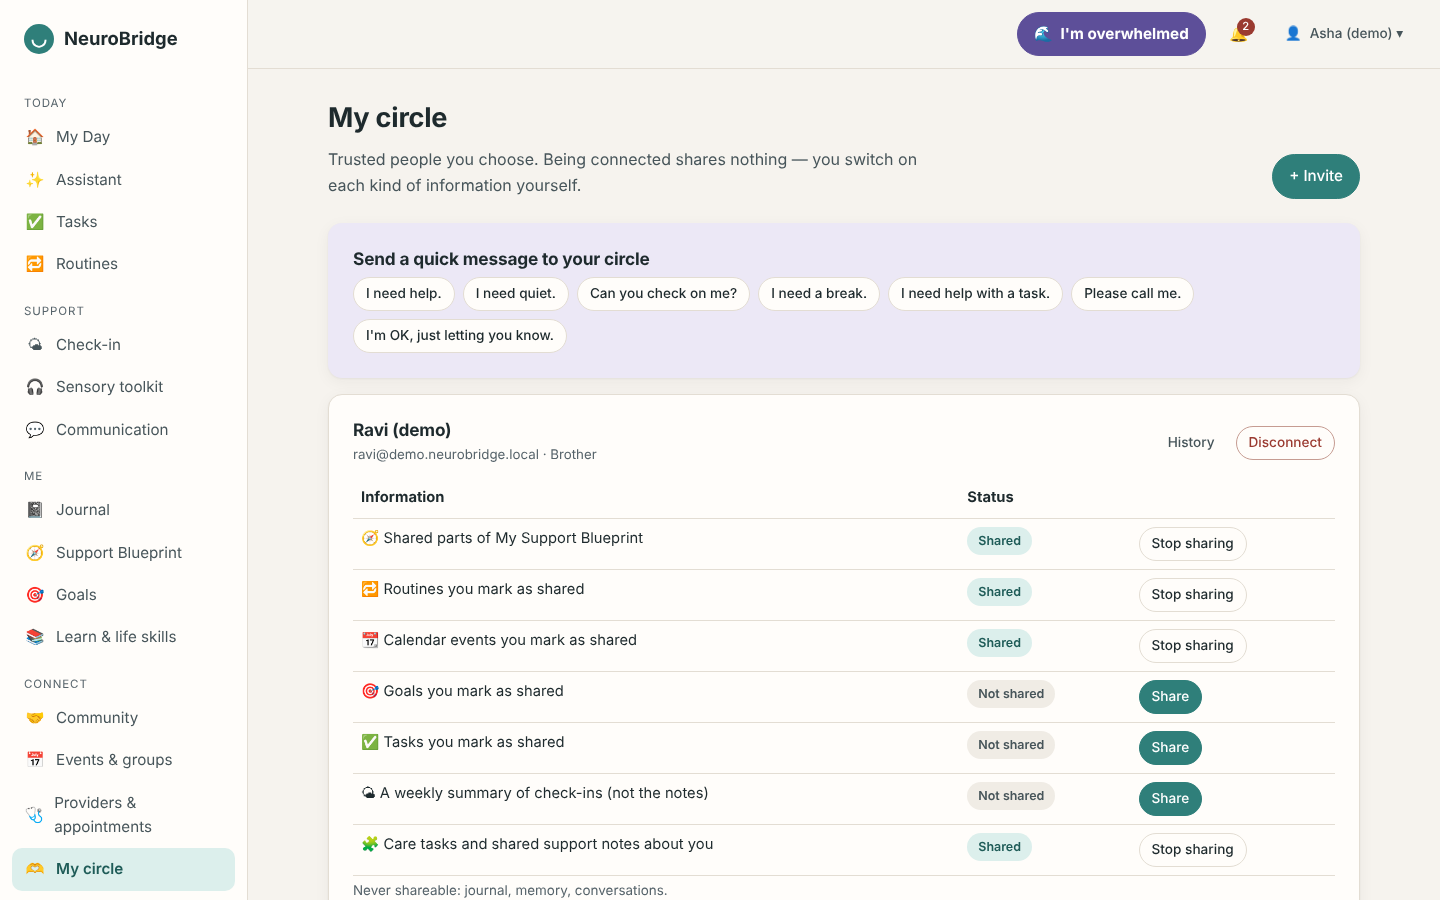 NeuroBridge
I'm overwhelmed
2
Asha (demo) ▾
TODAY
My Day
Assistant
Tasks
Routines
SUPPORT
Check-in
Sensory toolkit
Communication
ME
Journal
Support Blueprint
Goals
Learn & life skills
CONNECT
Community
Events & groups
Providers &
appointments
My circle
My circle
Trusted people you choose. Being connected shares nothing — you switch on
each kind of information yourself.
+ Invite
Send a quick message to your circle
I need help. I need quiet. Can you check on me? I need a break. I need help with a task. Please call me.
I'm OK, just letting you know.
Ravi (demo)
ravi@demo.neurobridge.local · Brother
History Disconnect
Information Status
Shared parts of My Support Blueprint Shared Stop sharing
Routines you mark as shared Shared Stop sharing
Calendar events you mark as shared Shared Stop sharing
Goals you mark as shared Not shared Share
Tasks you mark as shared Not shared Share
A weekly summary of check-ins (not the notes) Not shared Share
Care tasks and shared support notes about you Shared Stop sharing
Never shareable: journal, memory, conversations.